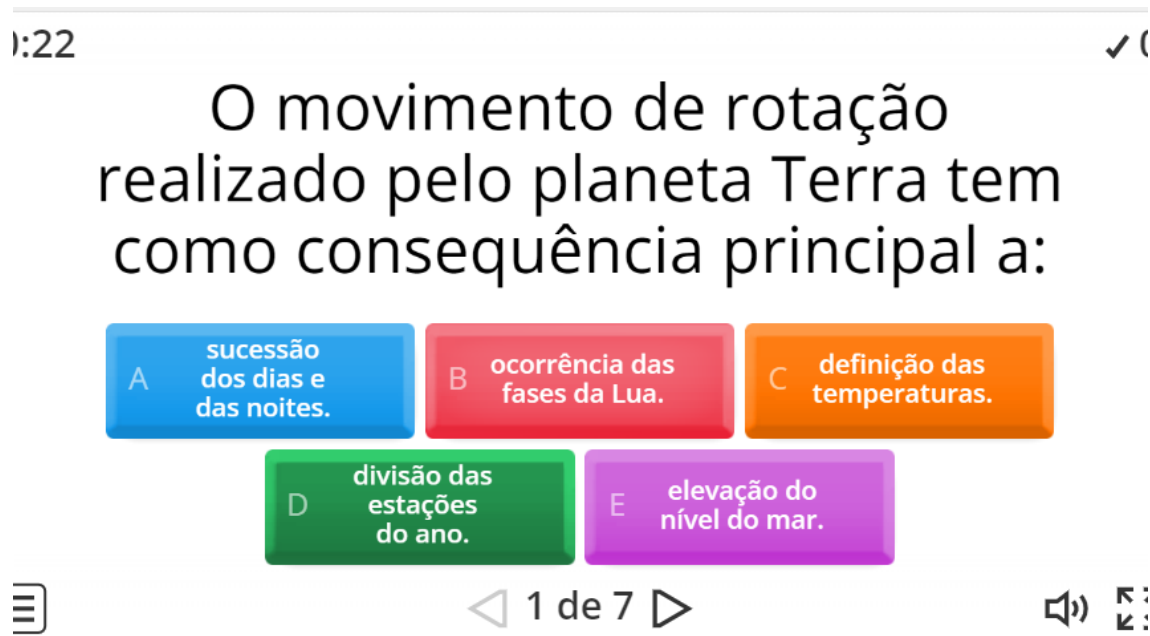 :22
O movimento de rotação
realizado pelo planeta Terra tem
como consequência principal a:
A
sucessão
dos dias e
das noites.
B
ocorrência das
fases da Lua.
C
definição das
temperaturas.
D
divisão das
estações
do ano.
E
elevação do
nível do mar.
1 de 7